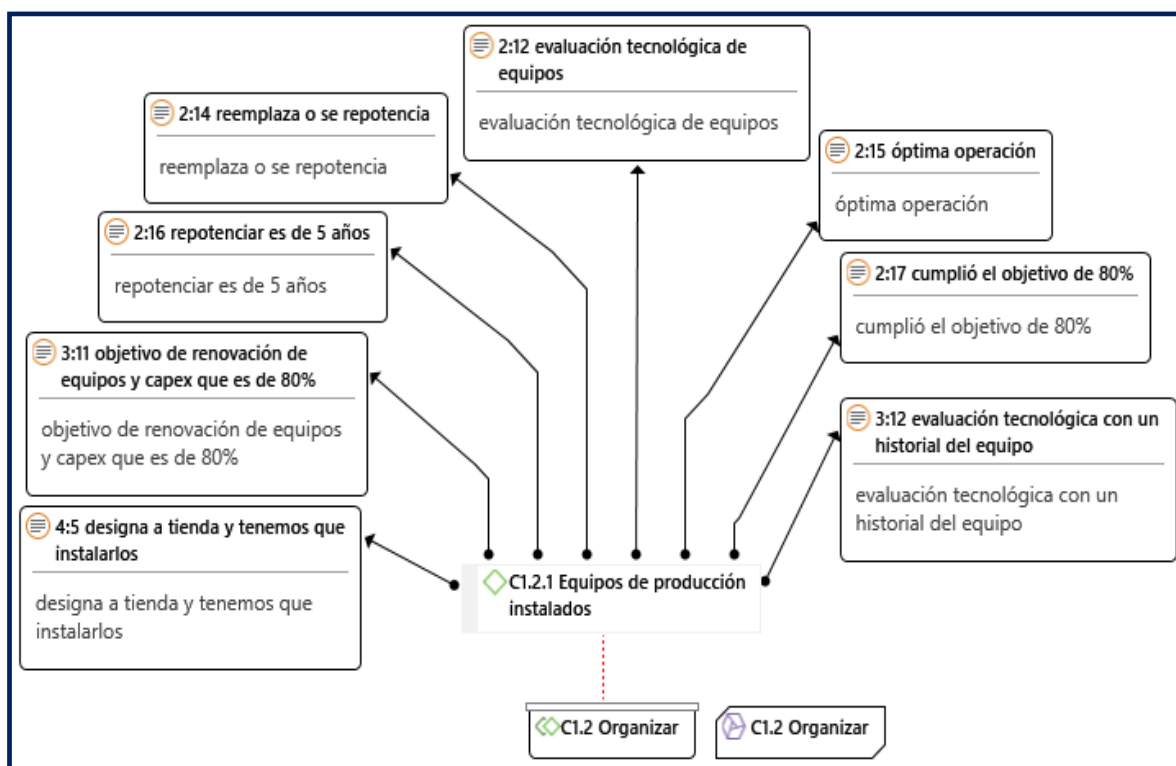 2:12 evaluación tecnológica de
equipos
evaluación tecnológica de equipos
2:14 reemplaza o se repotencia
reemplaza o se repotencia
2:15 óptima operación
óptima operación
2:16 repotenciar es de 5 años
repotenciar es de 5 años
2:17 cumplió el objetivo de 80%
cumplió el objetivo de 80%
3:11 objetivo de renovación de
equipos y capex que es de 80%
objetivo de renovación de equipos
y capex que es de 80%
3:12 evaluación tecnológica con un
historial del equipo
evaluación tecnológica con un
historial del equipo
4:5 designa a tienda y tenemos que
instalarlos
designa a tienda y tenemos que
instalarlos
C1.2.1 Equipos de producción
instalados
C1.2 Organizar
C1.2 Organizar